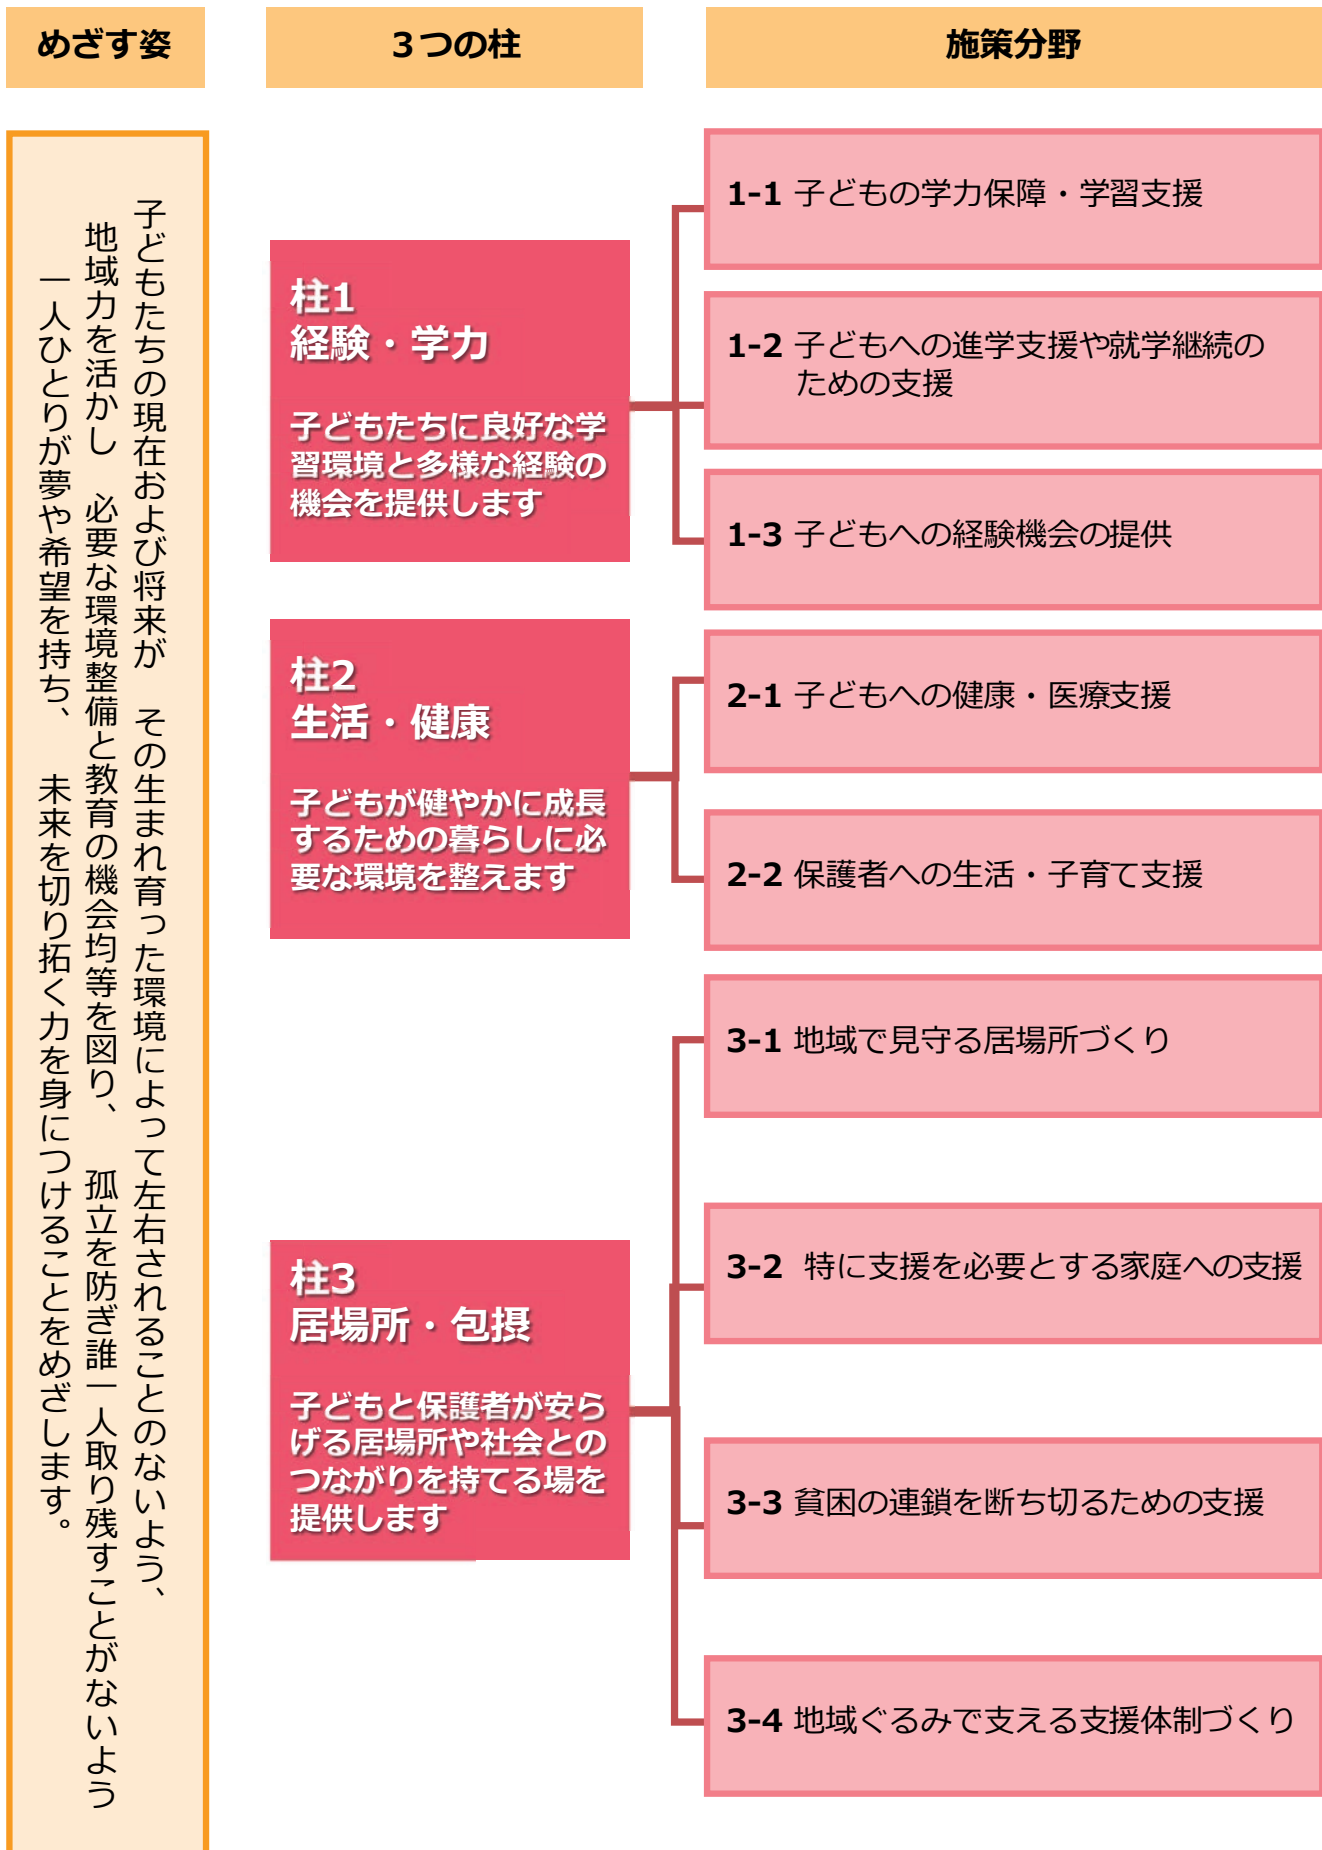 めざす姿
3つの柱
施策分野
子どもたちの現在および将来が　その生まれ育った環境によって左右されることのないよう、
地域力を活かし　必要な環境整備と教育の機会均等を図り、　孤立を防ぎ誰一人取り残すことがないよう
一人ひとりが夢や希望を持ち、　未来を切り拓く力を身につけることをめざします。
柱1
経験・学力
子どもたちに良好な学
習環境と多様な経験の
機会を提供します
1-1 子どもの学力保障・学習支援
1-2 子どもへの進学支援や就学継続の
ための支援
1-3 子どもへの経験機会の提供
柱2
生活・健康
子どもが健やかに成長
するための暮らしに必
要な環境を整えます
2-1 子どもへの健康・医療支援
2-2 保護者への生活・子育て支援
柱3
居場所・包摂
子どもと保護者が安ら
げる居場所や社会との
つながりを持てる場を
提供します
3-1 地域で見守る居場所づくり
3-2 特に支援を必要とする家庭への支援
3-3 貧困の連鎖を断ち切るための支援
3-4 地域ぐるみで支える支援体制づくり